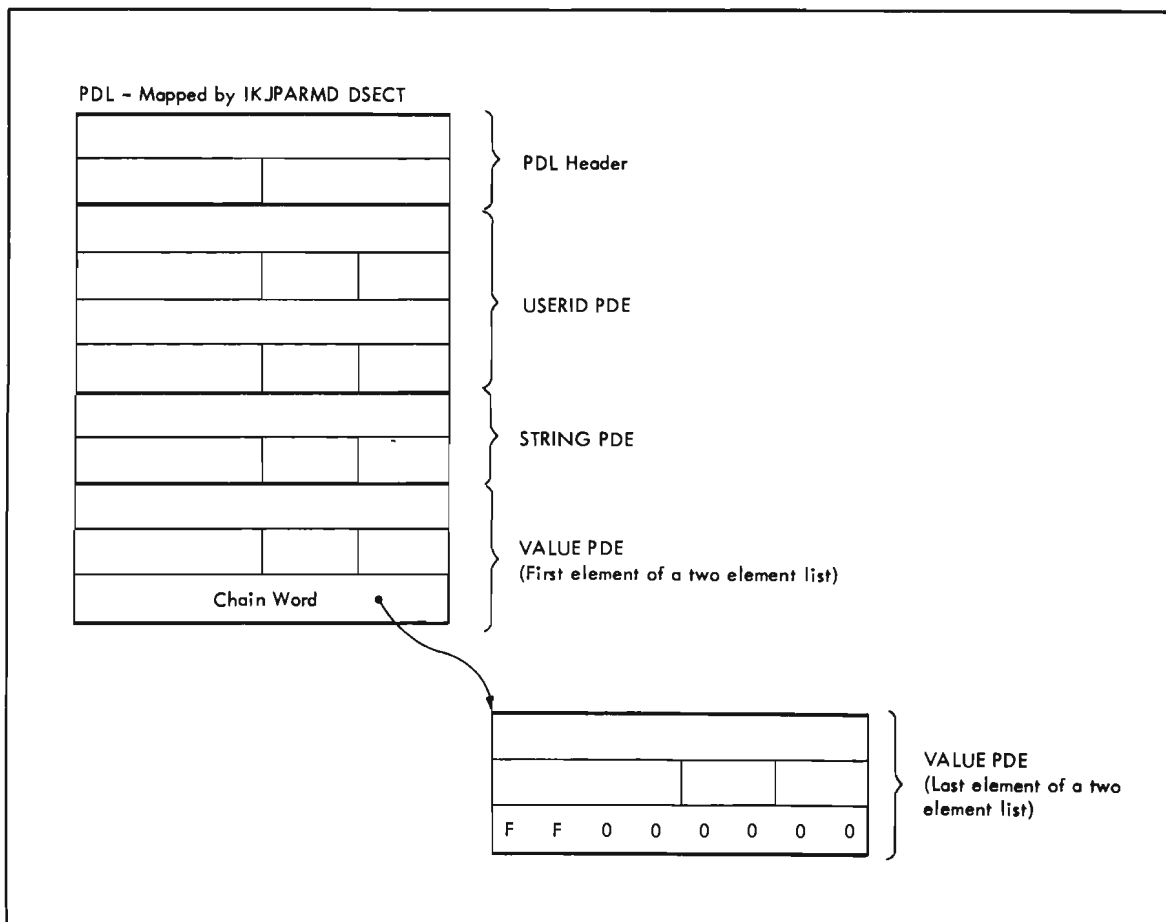 PDL - Mapped by IKJPARMD DSECT
PDL Header
USERID PDE
STRING PDE
VALUE PDE
(First element of a two element list)
Chain Word
VALUE PDE
(Last element of a two
element list)
F F 0 0 0 0 0 0